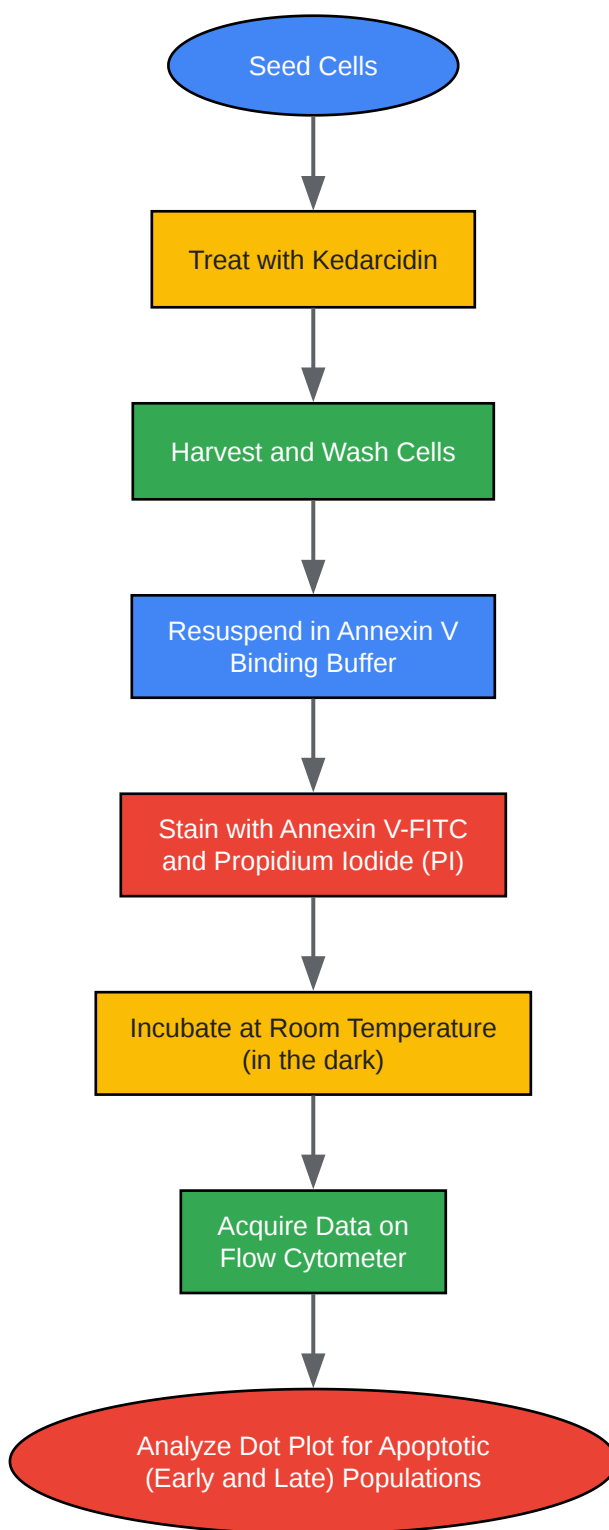 Seed Cells
Treat with Kedarcidin
Harvest and Wash Cells
Resuspend in Annexin V
Binding Buffer
Stain with Annexin V-FITC
and Propidium Iodide (PI)
Incubate at Room Temperature
(in the dark)
Acquire Data on
Flow Cytometer
Analyze Dot Plot for Apoptotic
(Early and Late) Populations